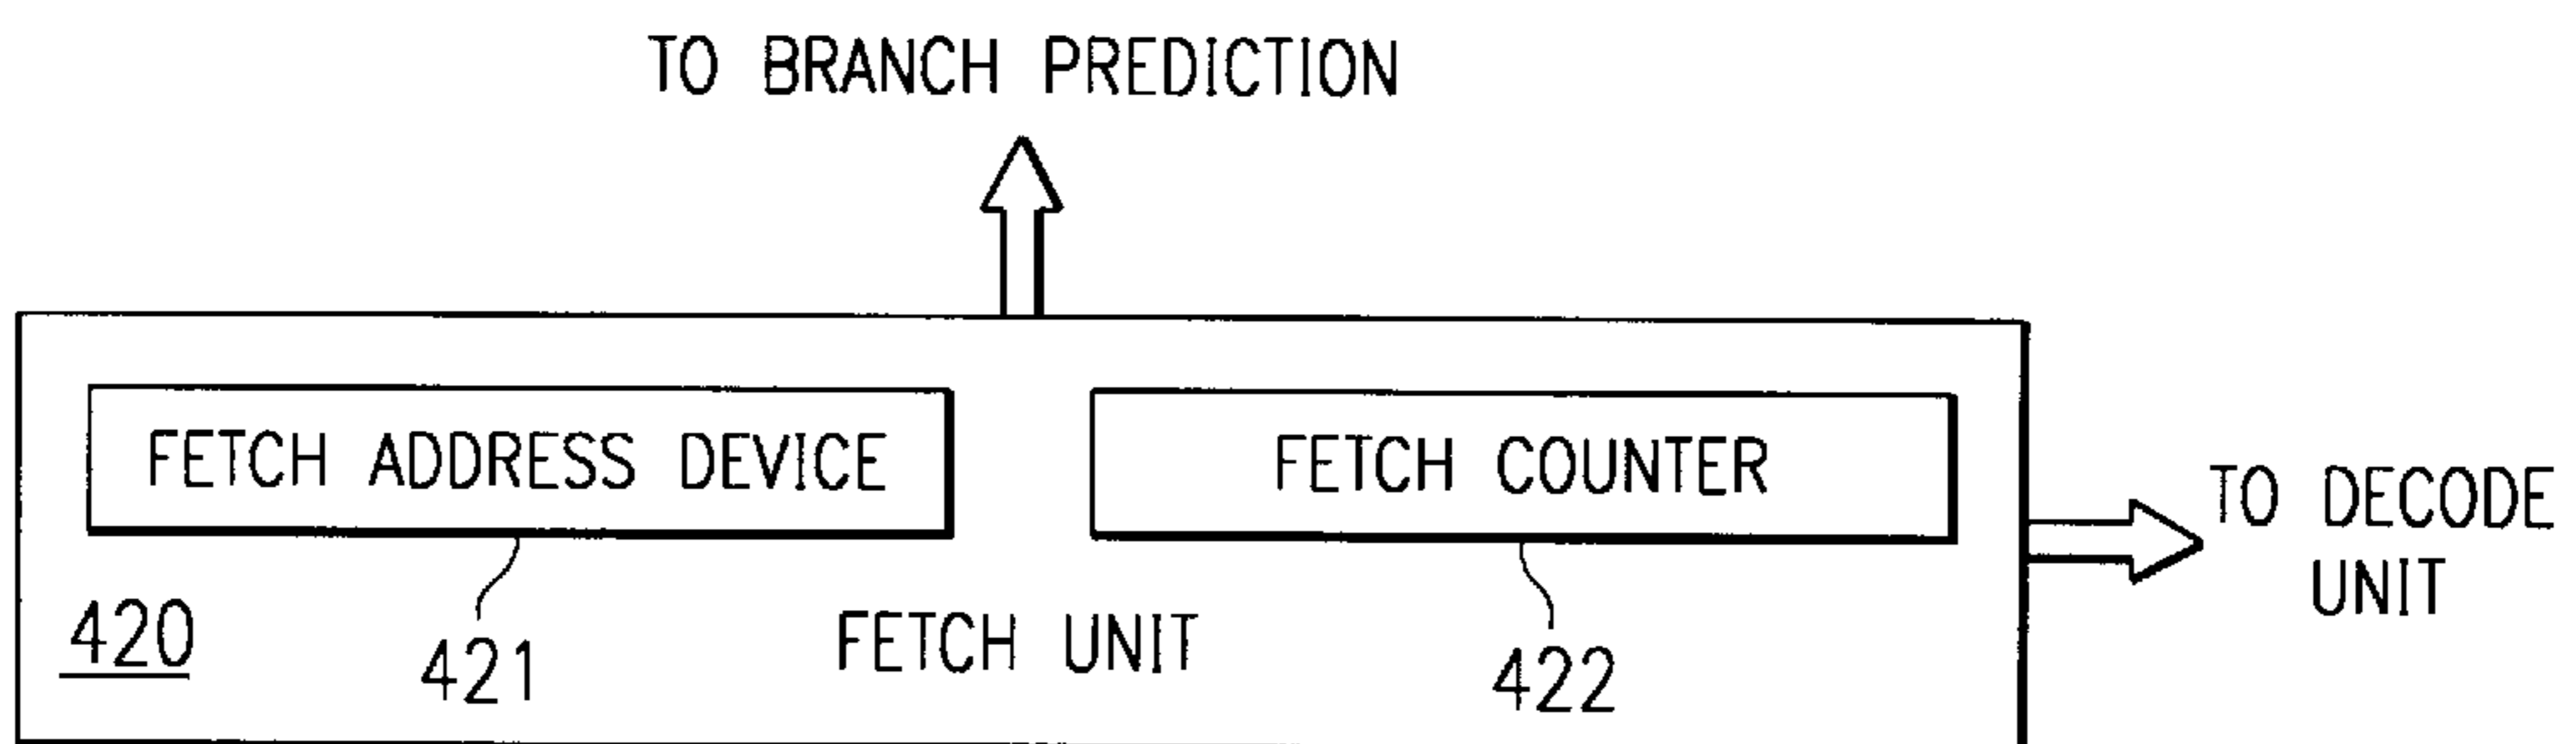 TO BRANCH PREDICTION
FETCH ADDRESS DEVICE
FETCH COUNTER
TO DECODE
UNIT
420
421
FETCH UNIT
422